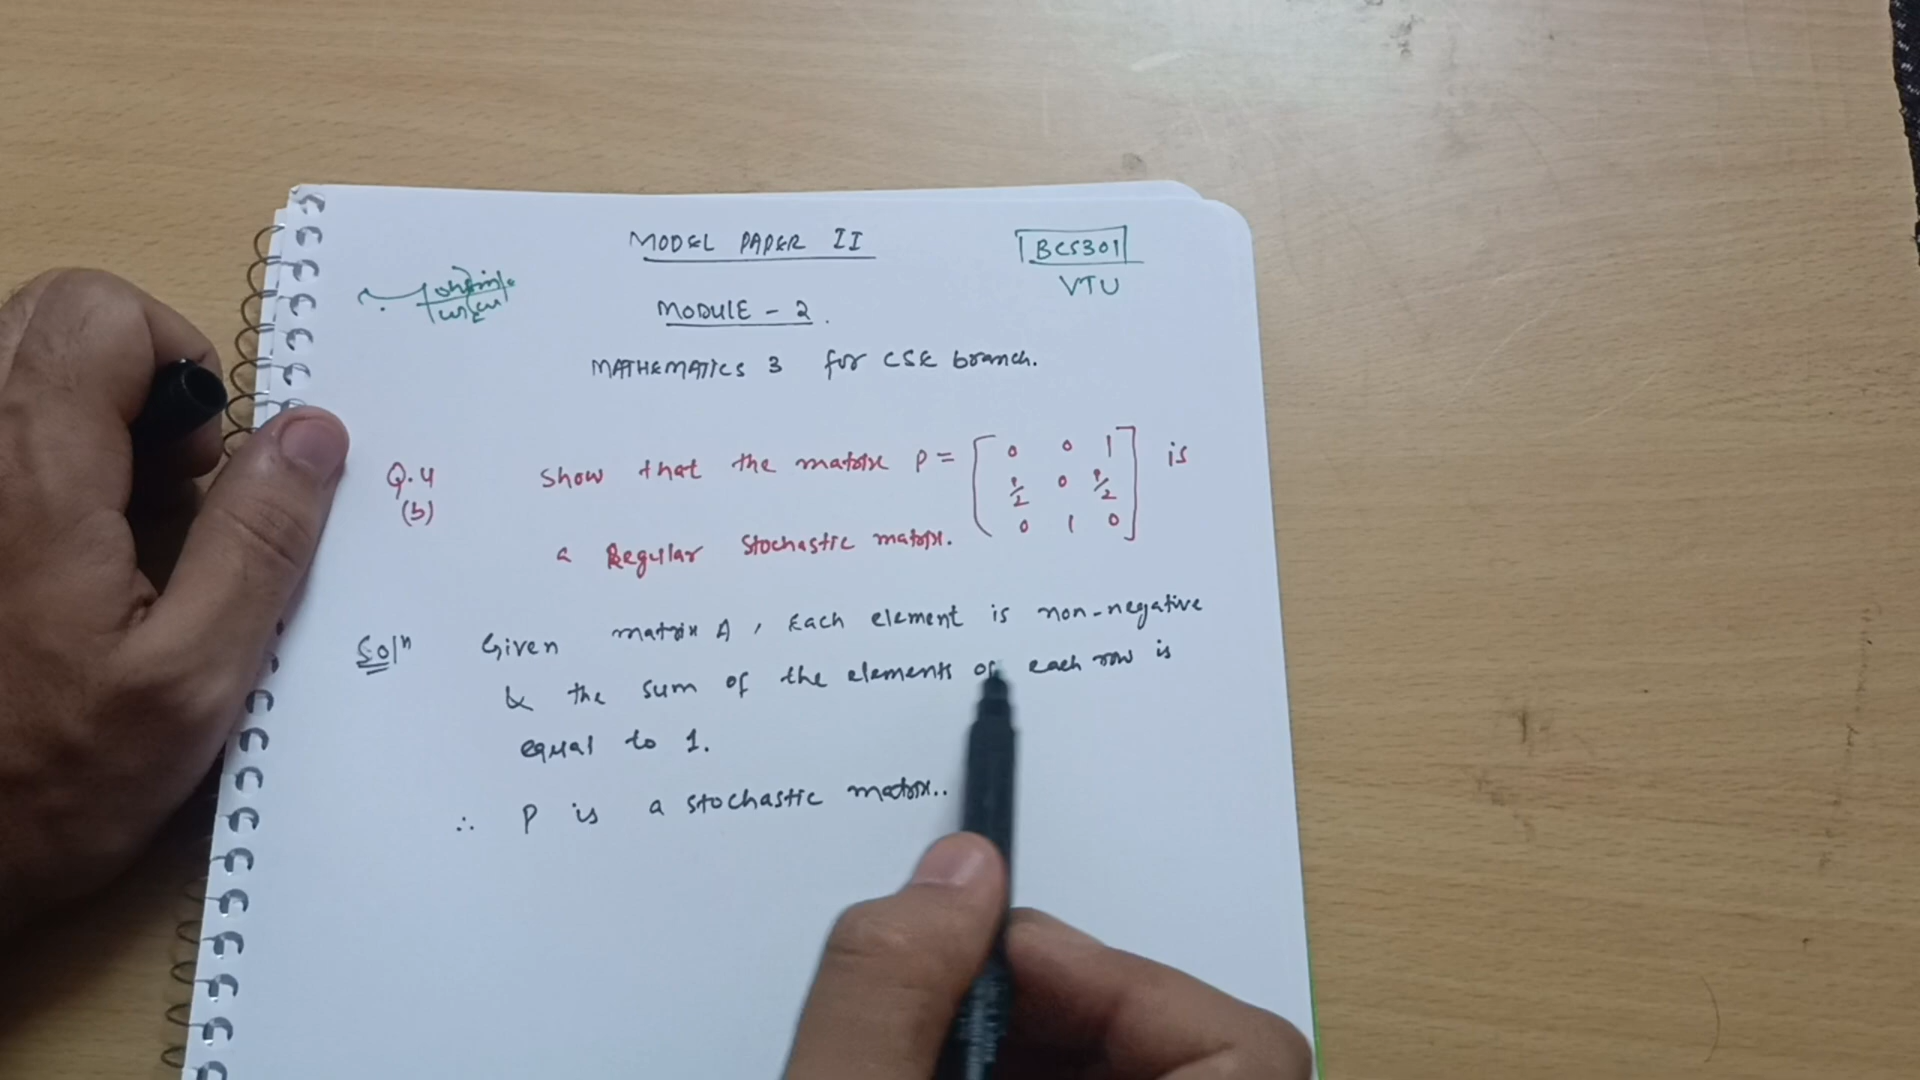 MODEL PAPER II
BCS301
VTU
MODULE - 2.
MATHEMATICS 3 for CSE branch.
Q.4 Show that the matrix P = [ 0 0 1
1/2 0 1/2
0 1 0 ] is
(b) a Regular Stochastic matrix.
Soln Given matrix A, Each element is non-negative
& the sum of the elements of each row is
equal to 1.
∴ P is a stochastic matrix..